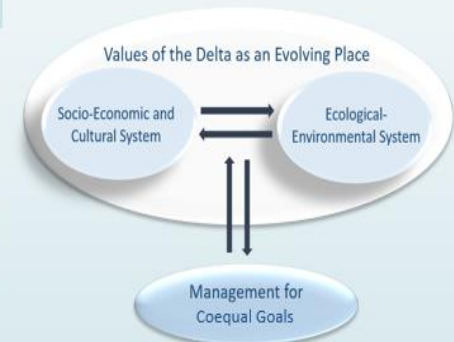 Values of the Delta as an Evolving Place
Socio-Economic and
Cultural System
Ecological-
Environmental System
Management for
Coequal Goals